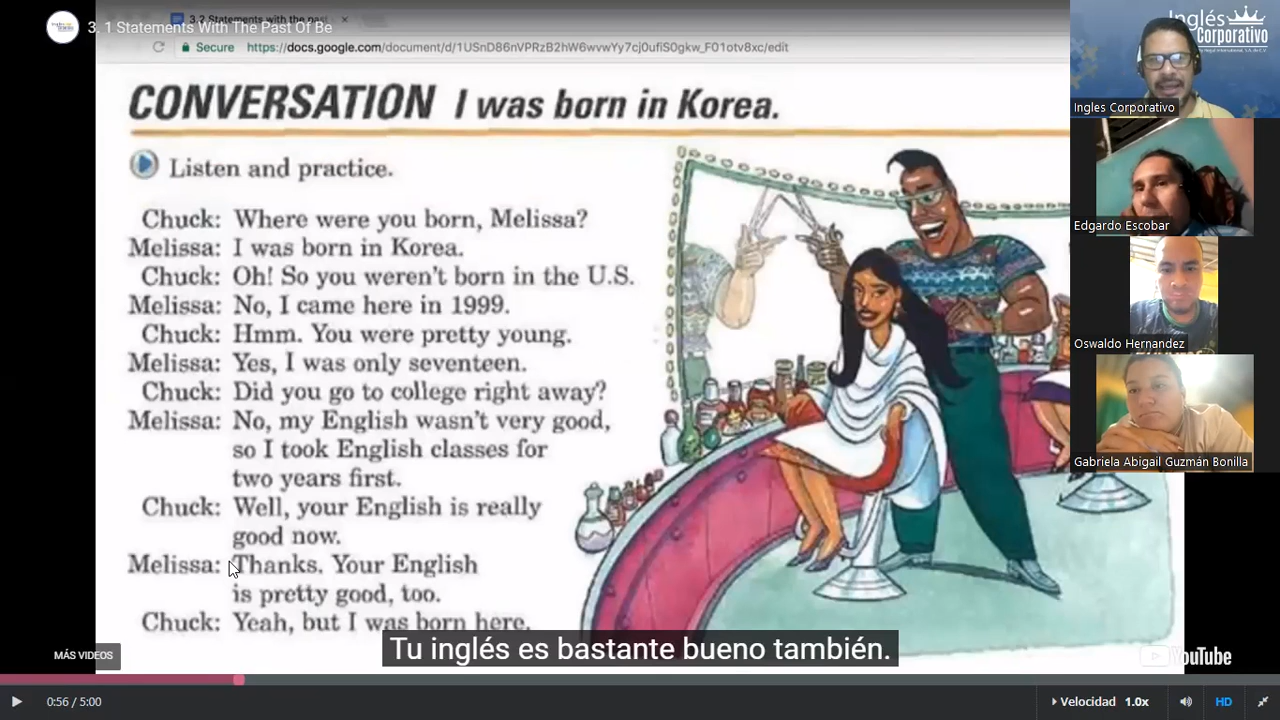 3.2 Statements with the past
3. 1 Statements With The Past Of Be
Secure https://docs.google.com/document/d/1USnD86nVPRzB2hW6wvwYy7cj0ufiS0gkw_F01otv8xc/edit
CONVERSATION I was born in Korea.
Listen and practice.
Chuck: Where were you born, Melissa?
Melissa: I was born in Korea.
Chuck: Oh! So you weren't born in the U.S.
Melissa: No, I came here in 1999.
Chuck: Hmm. You were pretty young.
Melissa: Yes, I was only seventeen.
Chuck: Did you go to college right away?
Melissa: No, my English wasn't very good,
so I took English classes for
two years first.
Chuck: Well, your English is really
good now.
Melissa: Thanks. Your English
is pretty good, too.
Chuck: Yeah, but I was born here.
Tu inglés es bastante bueno también.
MÁS VIDEOS
YouTube
0:56 / 5:00
Velocidad 1.0x
HD
Inglés
Corporativo
Ingles Corporativo
Edgardo Escobar
Oswaldo Hernandez
Gabriela Abigail Guzmán Bonilla